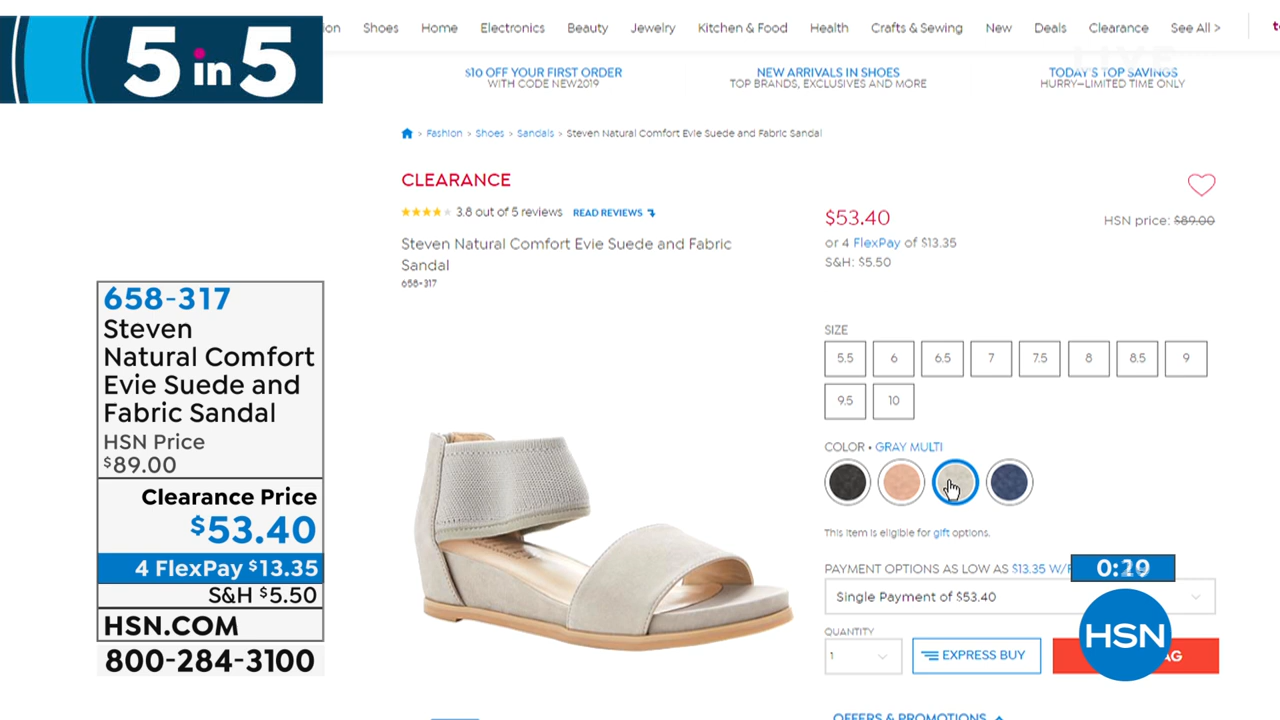 5 in 5
Shoes Home Electronics Beauty Jewelry Kitchen & Food Health Crafts & Sewing New Deals Clearance See All >
LIVE
$10 OFF YOUR FIRST ORDER
WITH CODE NEW2019
NEW ARRIVALS IN SHOES
TOP BRANDS, EXCLUSIVES AND MORE
TODAY'S TOP SAVINGS
HURRY—LIMITED TIME ONLY
> Fashion > Shoes > Sandals > Steven Natural Comfort Evie Suede and Fabric Sandal
CLEARANCE
3.8 out of 5 reviews READ REVIEWS
Steven Natural Comfort Evie Suede and Fabric
Sandal
658-317
$53.40
HSN price: $89.00
or 4 FlexPay of $13.35
S&H: $5.50
SIZE
5.5 6 6.5 7 7.5 8 8.5 9
9.5 10
COLOR • GRAY MULTI
This item is eligible for gift options.
PAYMENT OPTIONS AS LOW AS $13.35 W/
0:29
Single Payment of $53.40
QUANTITY
1
EXPRESS BUY
HSN
AG
OFFERS & PROMOTIONS
658-317
Steven
Natural Comfort
Evie Suede and
Fabric Sandal
HSN Price
$89.00
Clearance Price
$53.40
4 FlexPay $13.35
S&H $5.50
HSN.COM
800-284-3100